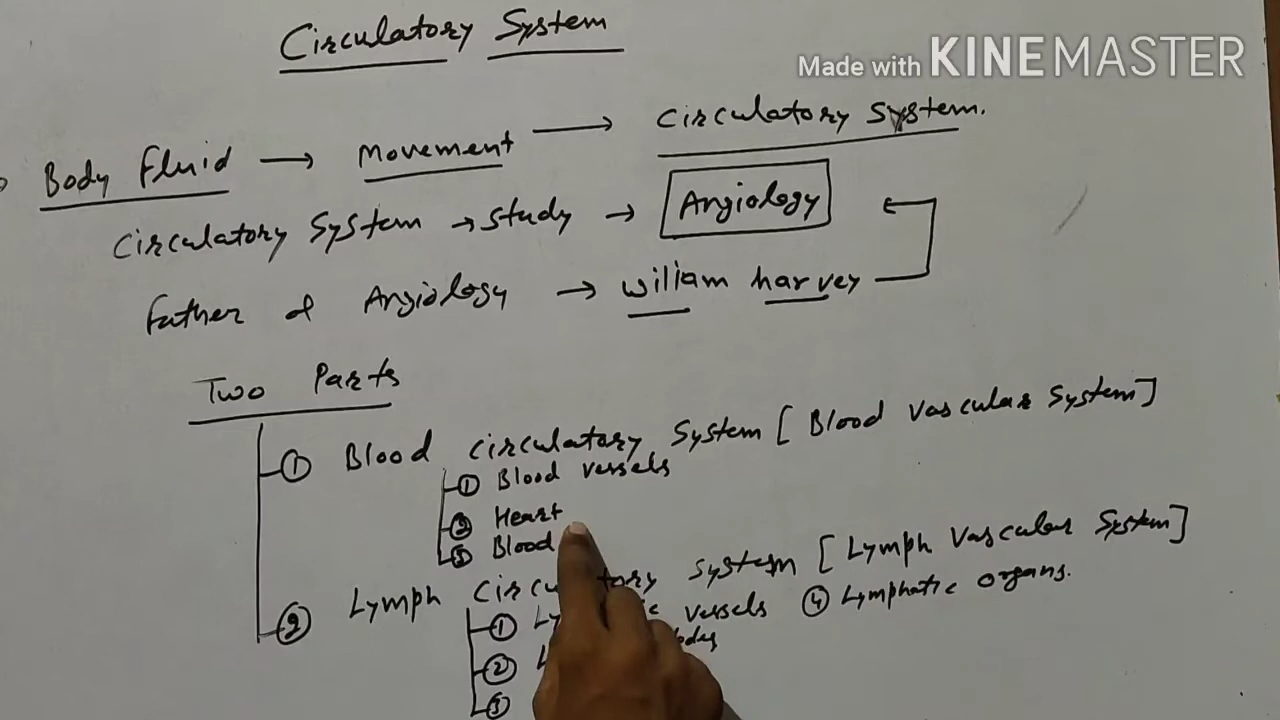 Circulatory System
Made with KINEMASTER
Body Fluid → Movement → Circulatory System.
Circulatory System → Study → Angiology
Father of Angiology → wiliam harvey
Two Parts
① Blood circulatory System [Blood vascular System]
① Blood vessels
② Heart
③ Blood
② Lymph System [Lymph Vascular System]
① vessels ④ Lymphatic organs.
②
③